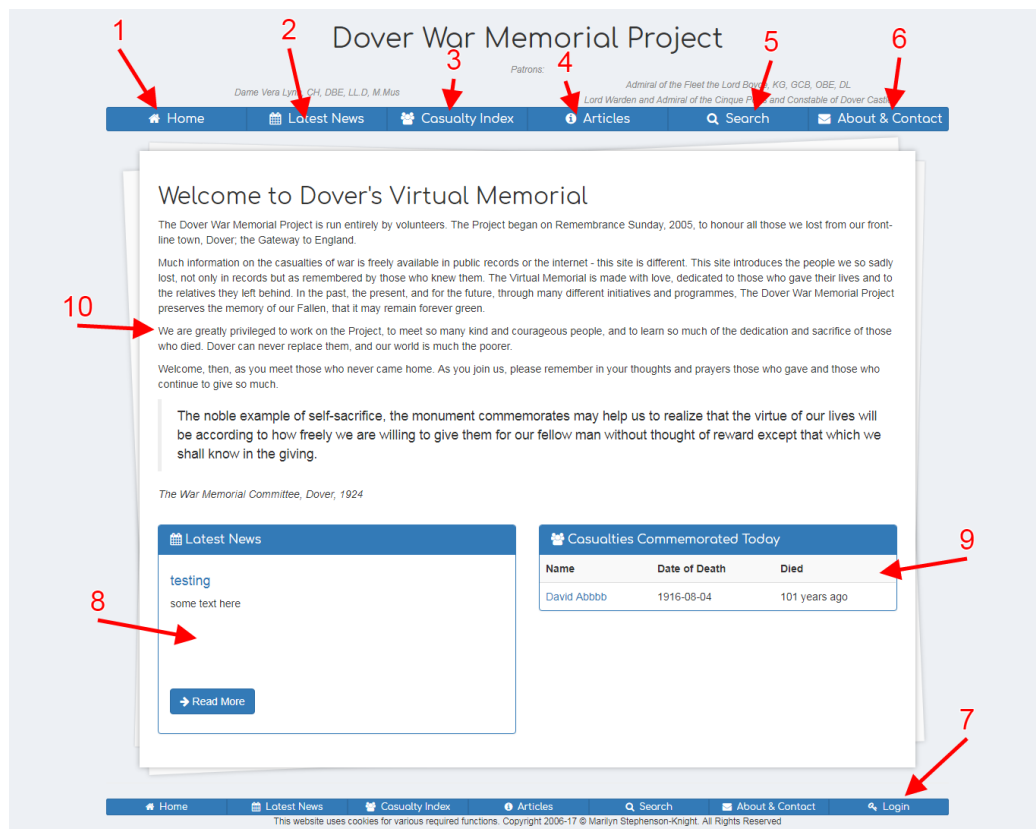 1
2
3
4
5
6
Dover War Memorial Project
Patrons:
Dame Vera Lynn, CH, DBE, LL.D, M.Mus
Admiral of the Fleet the Lord Boyce, KG, GCB, OBE, DL
Lord Warden and Admiral of the Cinque Ports and Constable of Dover Castle
Home Latest News Casualty Index Articles Search About & Contact
Welcome to Dover's Virtual Memorial
The Dover War Memorial Project is run entirely by volunteers. The Project began on Remembrance Sunday, 2005, to honour all those we lost from our front-
line town, Dover; the Gateway to England.
Much information on the casualties of war is freely available in public records or the internet - this site is different. This site introduces the people we so sadly
lost, not only in records but as remembered by those who knew them. The Virtual Memorial is made with love, dedicated to those who gave their lives and to
the relatives they left behind. In the past, the present, and for the future, through many different initiatives and programmes, The Dover War Memorial Project
preserves the memory of our Fallen, that it may remain forever green.
10
We are greatly privileged to work on the Project, to meet so many kind and courageous people, and to learn so much of the dedication and sacrifice of those
who died. Dover can never replace them, and our world is much the poorer.
Welcome, then, as you meet those who never came home. As you join us, please remember in your thoughts and prayers those who gave and those who
continue to give so much.
The noble example of self-sacrifice, the monument commemorates may help us to realize that the virtue of our lives will
be according to how freely we are willing to give them for our fellow man without thought of reward except that which we
shall know in the giving.
The War Memorial Committee, Dover, 1924
Latest News
testing
some text here
8
Read More
Casualties Commemorated Today
9
Name Date of Death Died
David Abbbb 1916-08-04 101 years ago
7
Home Latest News Casualty Index Articles Search About & Contact Login
This website uses cookies for various required functions. Copyright 2006-17 © Marilyn Stephenson-Knight. All Rights Reserved